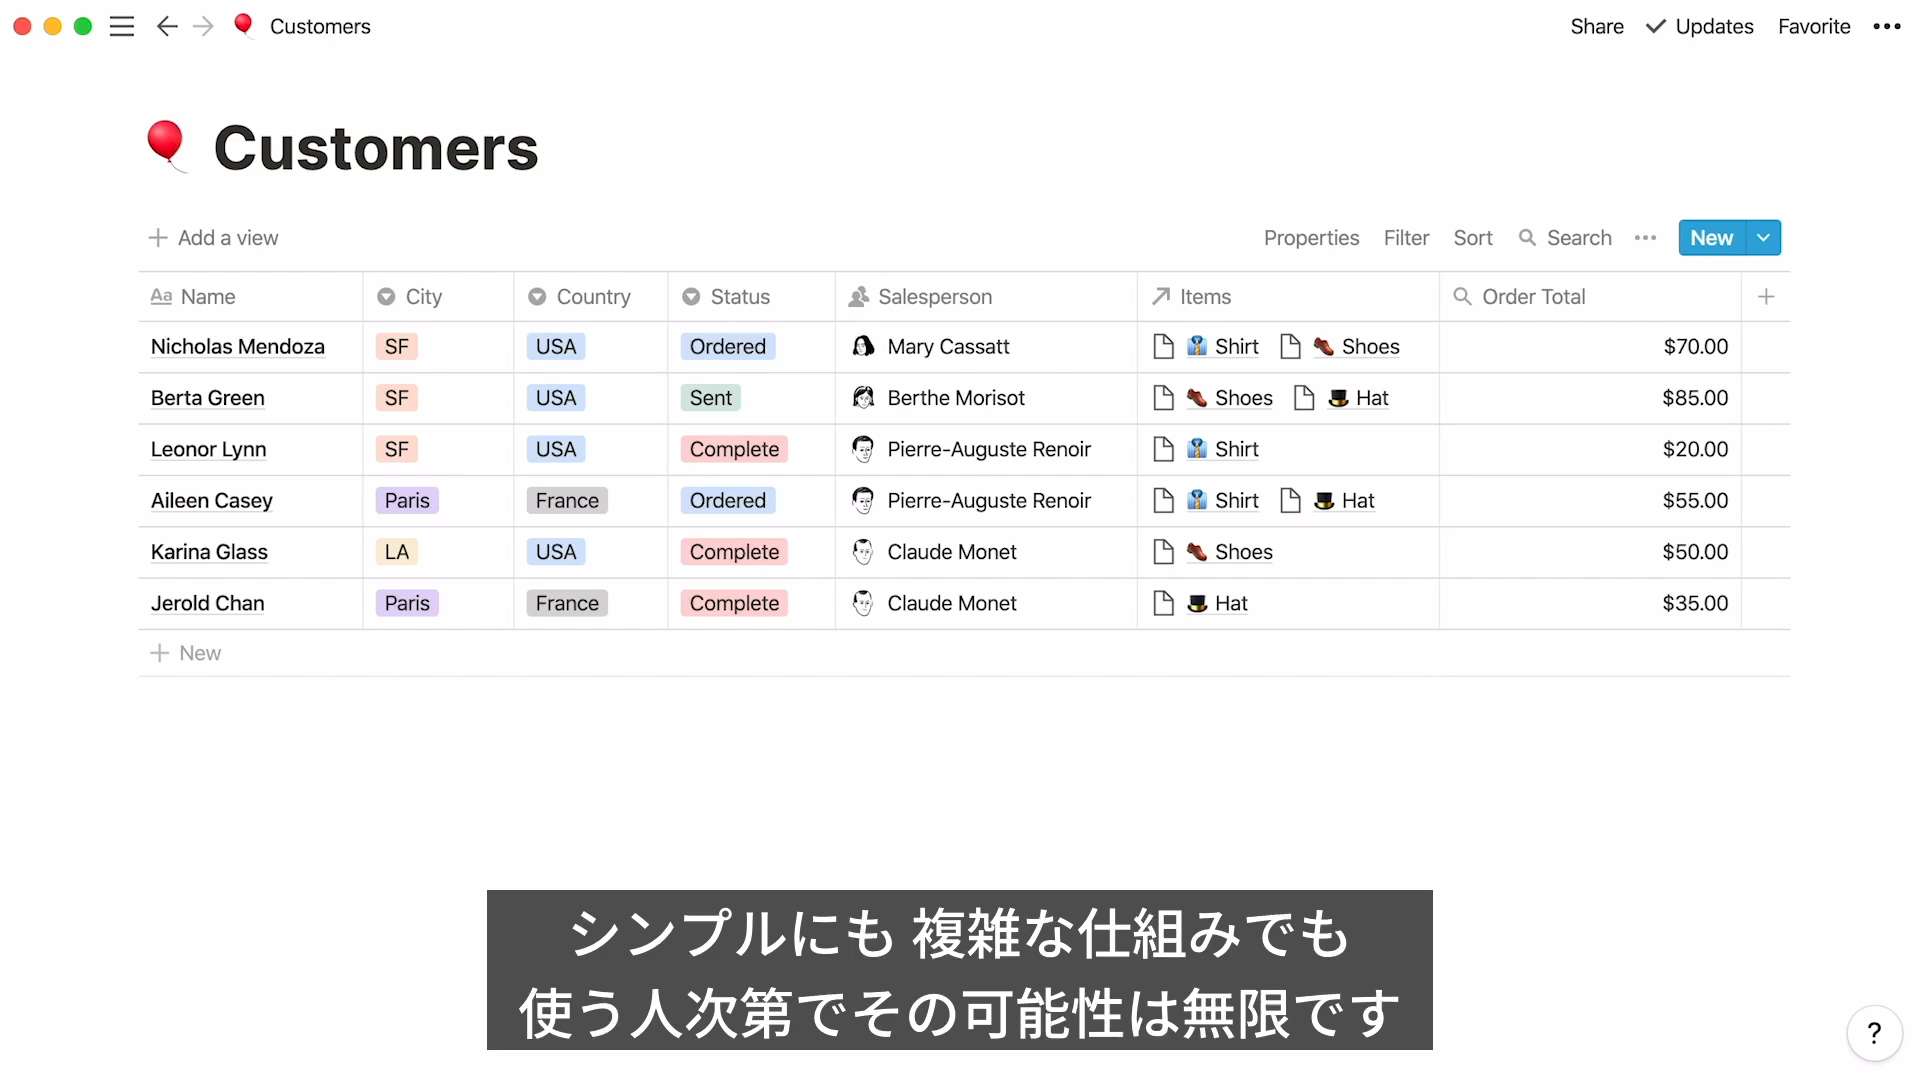 Customers
Share Updates Favorite
Customers
Add a view
Properties Filter Sort Search New
Name City Country Status Salesperson Items Order Total
Nicholas Mendoza SF USA Ordered Mary Cassatt Shirt Shoes $70.00
Berta Green SF USA Sent Berthe Morisot Shoes Hat $85.00
Leonor Lynn SF USA Complete Pierre-Auguste Renoir Shirt $20.00
Aileen Casey Paris France Ordered Pierre-Auguste Renoir Shirt Hat $55.00
Karina Glass LA USA Complete Claude Monet Shoes $50.00
Jerold Chan Paris France Complete Claude Monet Hat $35.00
New
シンプルにも 複雑な仕組みでも
使う人次第でその可能性は無限です
?